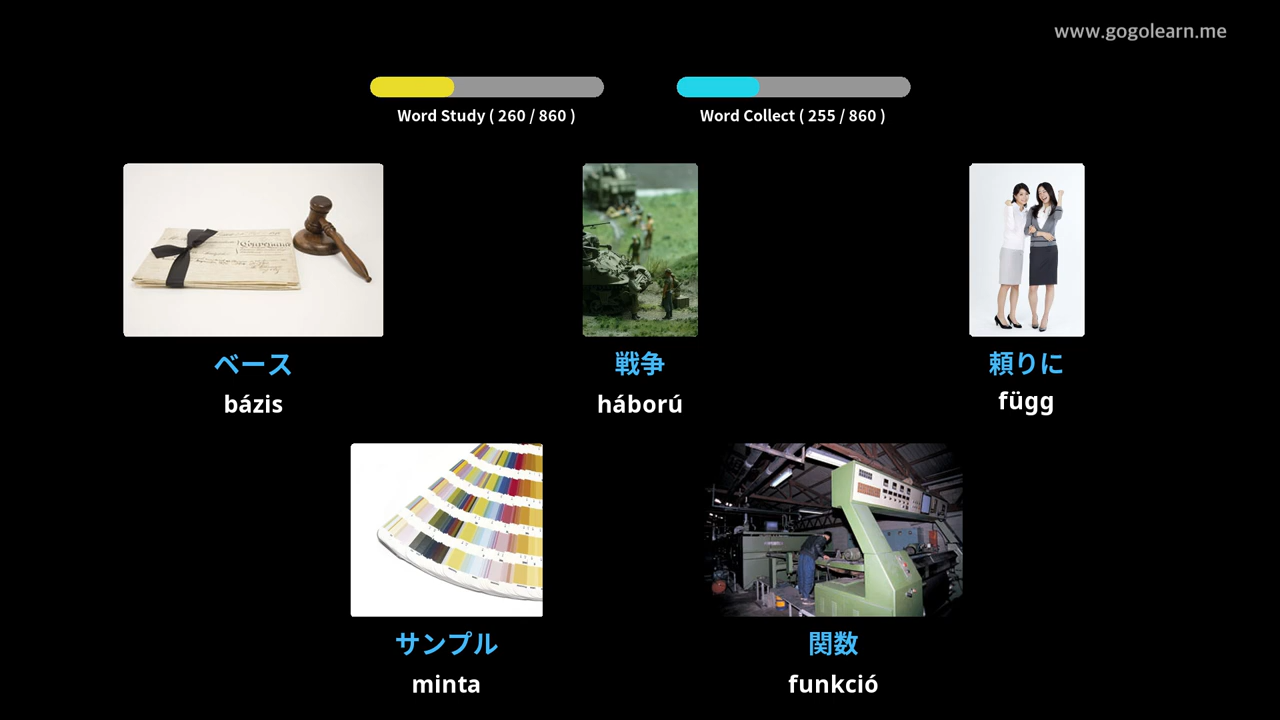 www.gogolearn.me
Word Study ( 260 / 860 )
Word Collect ( 255 / 860 )
ベース
bázis
戦争
háború
頼りに
függ
サンプル
minta
関数
funkció